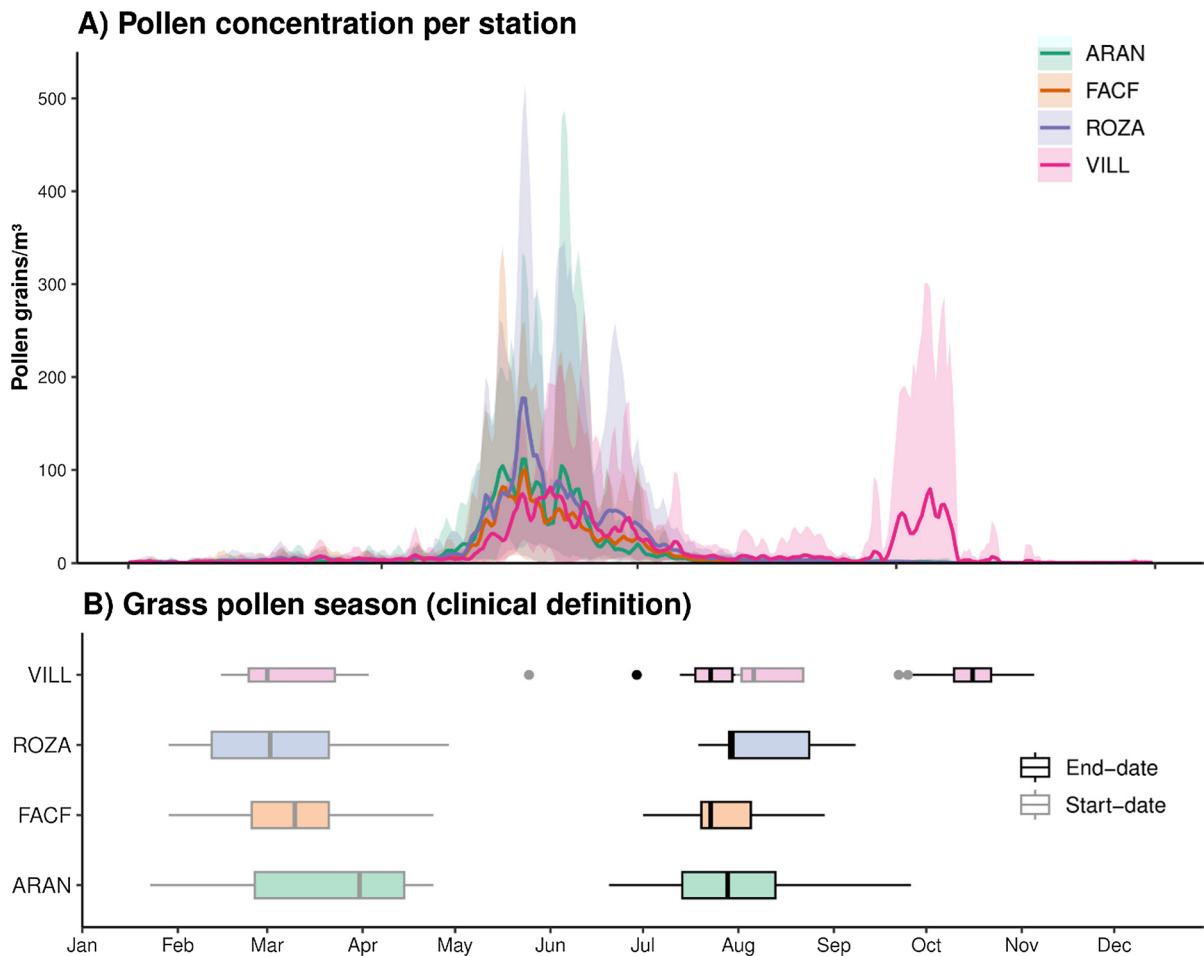 A) Pollen concentration per station
ARAN
FACF
ROZA
VILL
Pollen grains/m³
500
400
300
200
100
0
B) Grass pollen season (clinical definition)
VILL
ROZA
FACF
ARAN
End−date
Start−date
Jan Feb Mar Apr May Jun Jul Aug Sep Oct Nov Dec